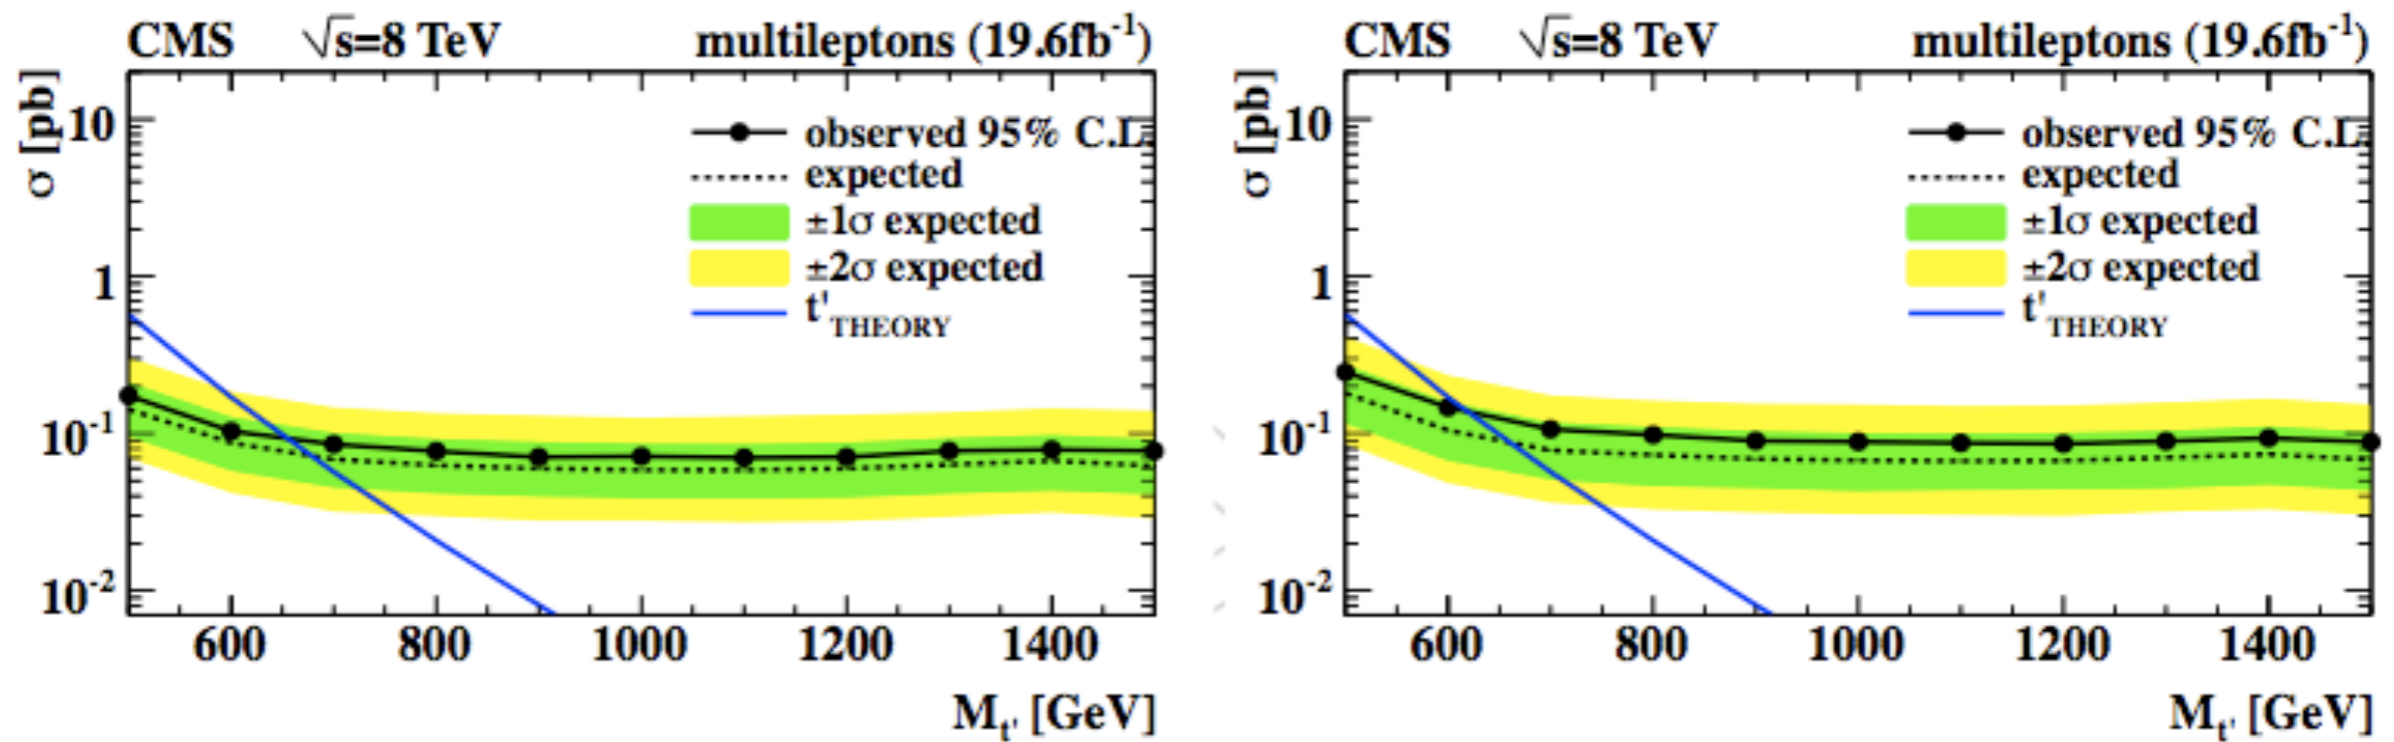 CMS √s=8 TeV multileptons (19.6fb⁻¹)
σ [pb]
10
1
10⁻¹
10⁻²
observed 95% C.L.
expected
±1σ expected
±2σ expected
t'THEORY
600 800 1000 1200 1400
Mt' [GeV]
CMS √s=8 TeV multileptons (19.6fb⁻¹)
σ [pb]
10
1
10⁻¹
10⁻²
observed 95% C.L.
expected
±1σ expected
±2σ expected
t'THEORY
600 800 1000 1200 1400
Mt' [GeV]